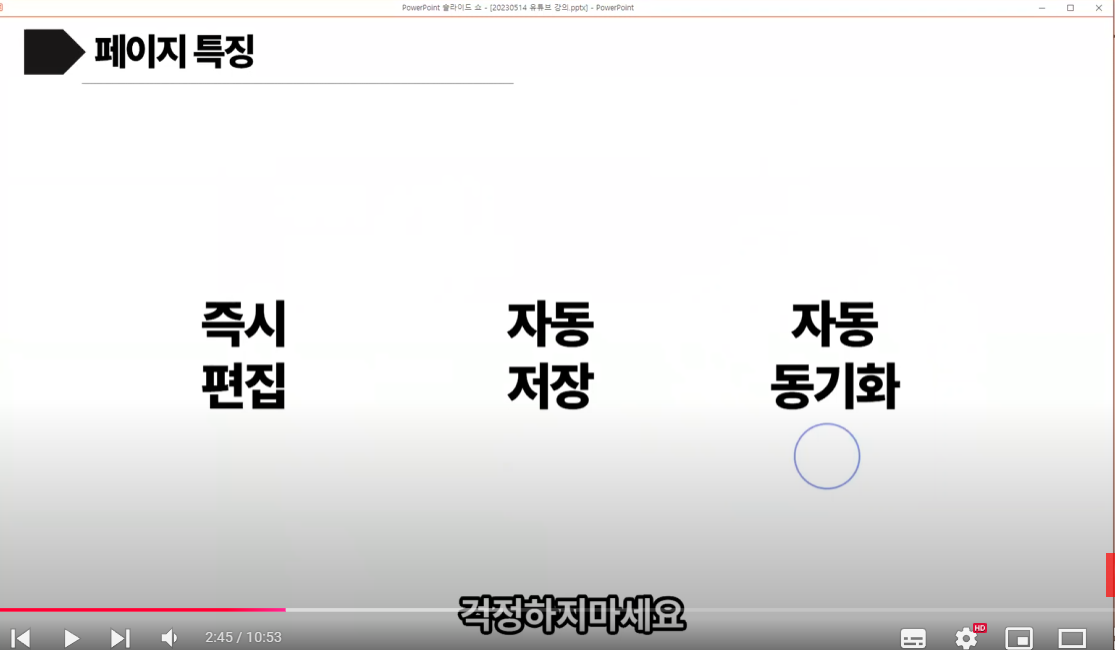 PowerPoint 슬라이드 쇼 - [20230514 유튜브 강의.pptx] - PowerPoint
페이지 특징
즉시
편집
자동
저장
자동
동기화
걱정하지마세요
2:45 / 10:53
HD